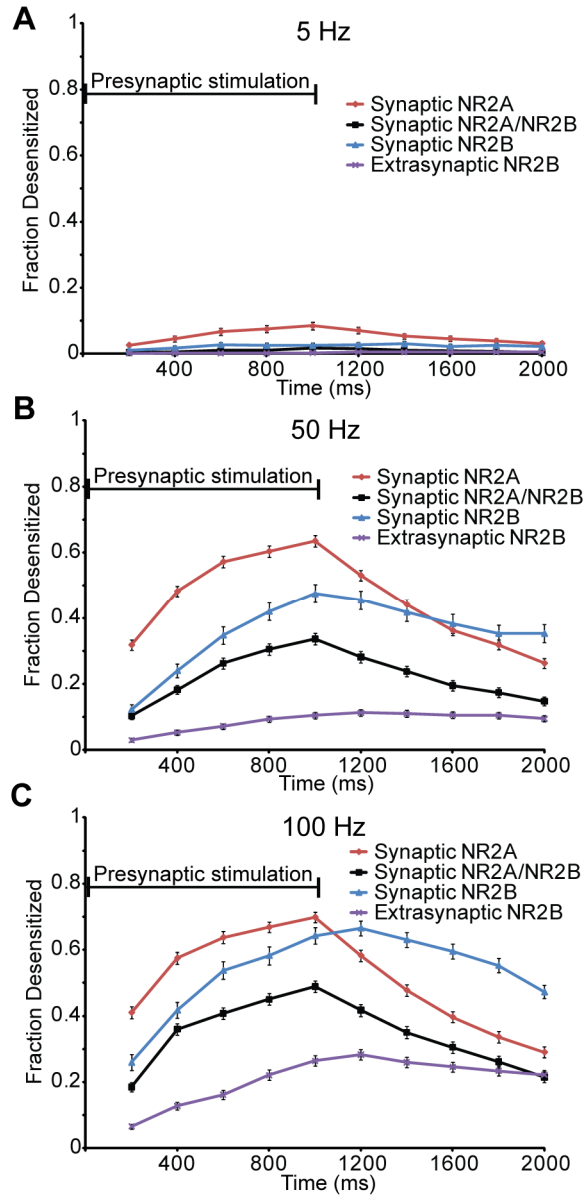 A
5 Hz
1
Presynaptic stimulation
0.8
Synaptic NR2A
Synaptic NR2A/NR2B
Synaptic NR2B
Extrasynaptic NR2B
0.6
0.4
0.2
0
Fraction Desensitized
400 800 1200 1600 2000
Time (ms)
B
50 Hz
1
Presynaptic stimulation
0.8
Synaptic NR2A
Synaptic NR2A/NR2B
Synaptic NR2B
Extrasynaptic NR2B
0.6
0.4
0.2
0
Fraction Desensitized
400 800 1200 1600 2000
Time (ms)
C
100 Hz
1
Presynaptic stimulation
0.8
Synaptic NR2A
Synaptic NR2A/NR2B
Synaptic NR2B
Extrasynaptic NR2B
0.6
0.4
0.2
0
Fraction Desensitized
400 800 1200 1600 2000
Time (ms)